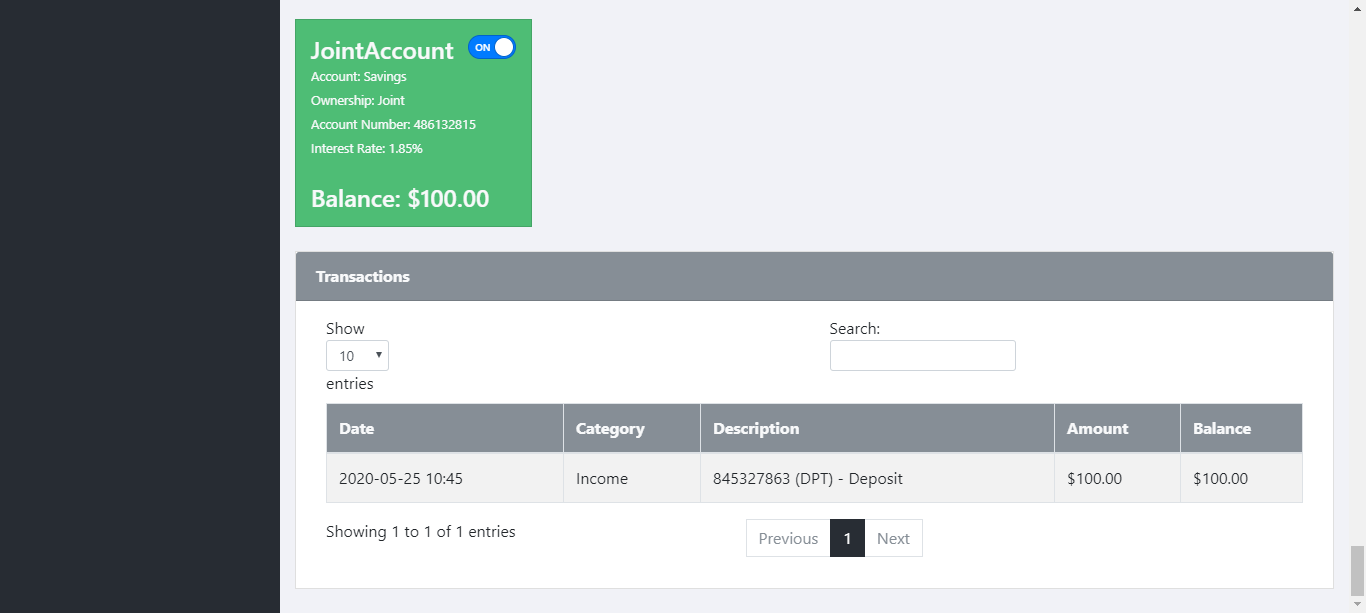 JointAccount ON
Account: Savings
Ownership: Joint
Account Number: 486132815
Interest Rate: 1.85%
Balance: $100.00
Transactions
Show
10
entries
Search:
Date Category Description Amount Balance
2020-05-25 10:45 Income 845327863 (DPT) - Deposit $100.00 $100.00
Showing 1 to 1 of 1 entries
Previous 1 Next